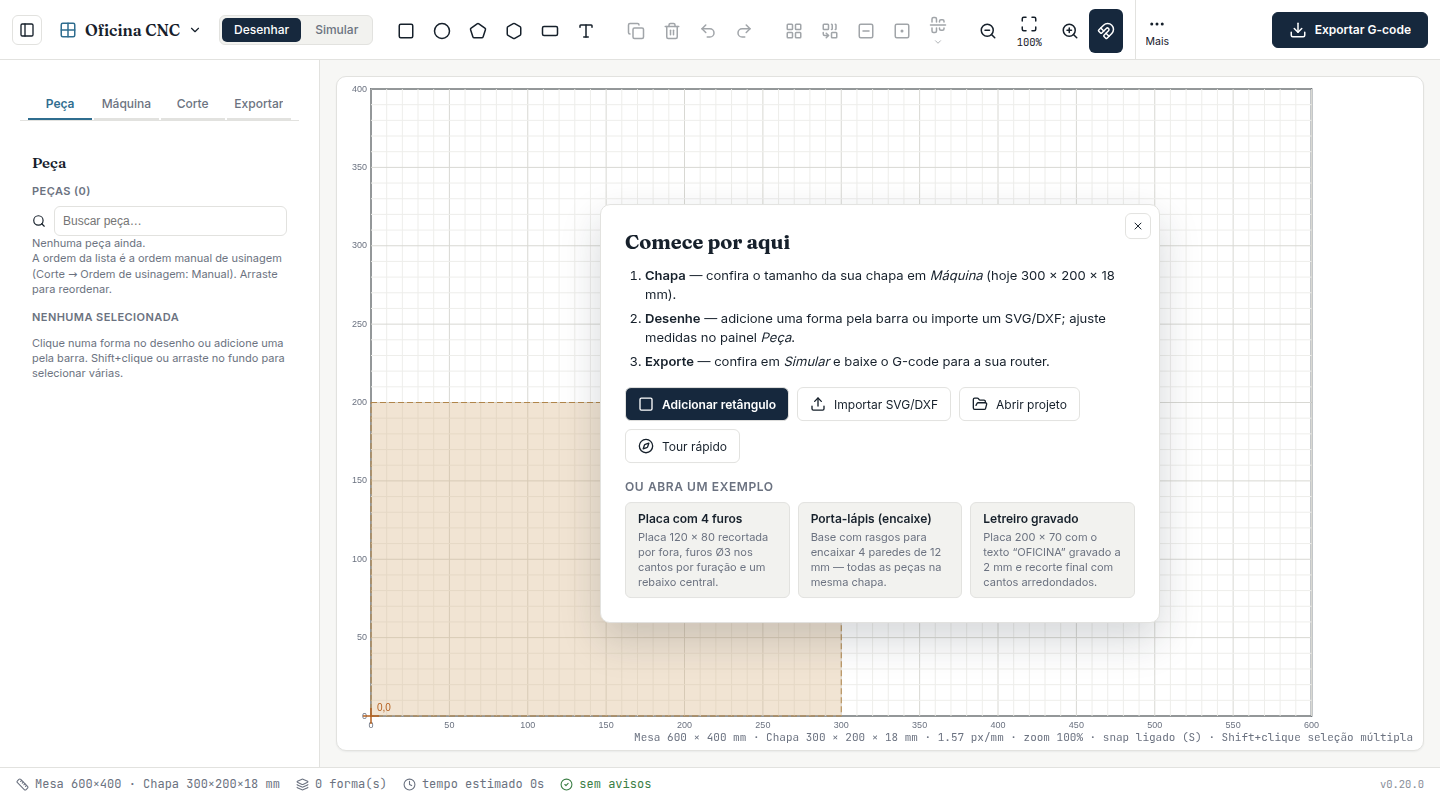 Oficina CNC
Desenhar
Simular
100%
Mais
Exportar G-code
Peça
Máquina
Corte
Exportar
Peça
PEÇAS (0)
Buscar peça…
Nenhuma peça ainda.
A ordem da lista é a ordem manual de usinagem
(Corte → Ordem de usinagem: Manual). Arraste
para reordenar.
NENHUMA SELECIONADA
Clique numa forma no desenho ou adicione uma
pela barra. Shift+clique ou arraste no fundo para
selecionar várias.
400
350
300
250
200
150
100
50
0
0,0
0
50
100
150
200
250
300
350
400
450
500
550
600
Comece por aqui
1. Chapa — confira o tamanho da sua chapa em Máquina (hoje 300 × 200 × 18
mm).
2. Desenhe — adicione uma forma pela barra ou importe um SVG/DXF; ajuste
medidas no painel Peça.
3. Exporte — confira em Simular e baixe o G-code para a sua router.
Adicionar retângulo
Importar SVG/DXF
Abrir projeto
Tour rápido
OU ABRA UM EXEMPLO
Placa com 4 furos
Placa 120 × 80 recortada
por fora, furos Ø3 nos
cantos por furação e um
rebaixo central.
Porta-lápis (encaixe)
Base com rasgos para
encaixar 4 paredes de 12
mm — todas as peças na
mesma chapa.
Letreiro gravado
Placa 200 × 70 com o
texto “OFICINA” gravado a
2 mm e recorte final com
cantos arredondados.
Mesa 600 × 400 mm · Chapa 300 × 200 × 18 mm · 1.57 px/mm · zoom 100% · snap ligado (S) · Shift+clique seleção múltipla
Mesa 600×400 · Chapa 300×200×18 mm
0 forma(s)
tempo estimado 0s
sem avisos
v0.20.0